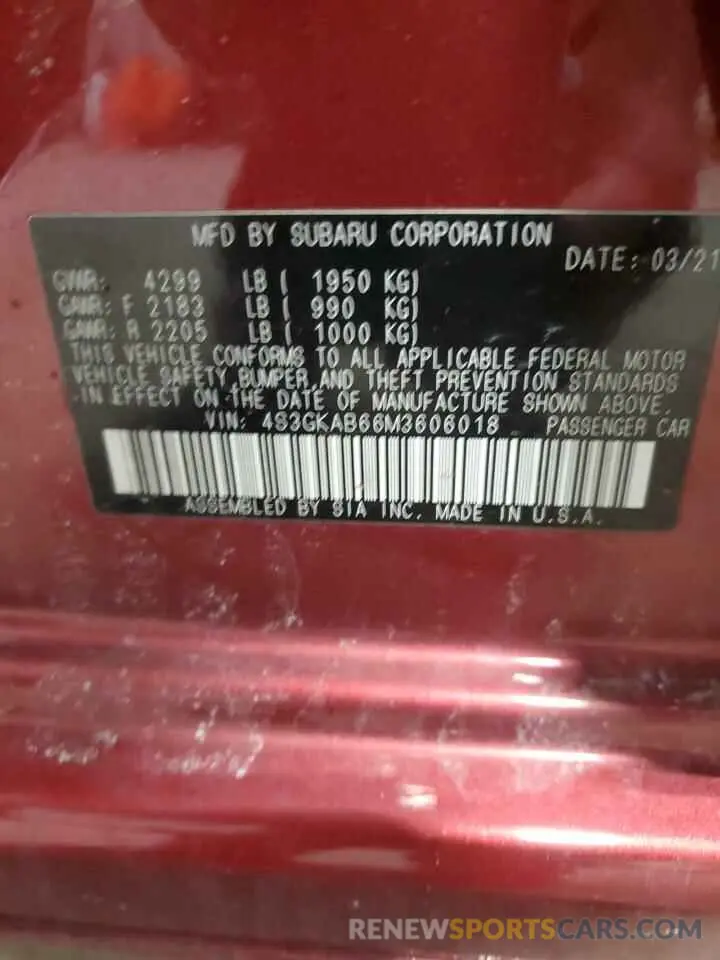 MFD BY SUBARU CORPORATION
DATE: 03/21
GVWR: 4299 LB ( 1950 KG)
GAWR: F 2183 LB ( 990 KG)
GAWR: R 2205 LB ( 1000 KG)
THIS VEHICLE CONFORMS TO ALL APPLICABLE FEDERAL MOTOR
VEHICLE SAFETY, BUMPER, AND THEFT PREVENTION STANDARDS
IN EFFECT ON THE DATE OF MANUFACTURE SHOWN ABOVE.
VIN: 4S3GKAB66M3606018 PASSENGER CAR
ASSEMBLED BY SIA INC. MADE IN U.S.A.
RENEWSPORTSCARS.COM